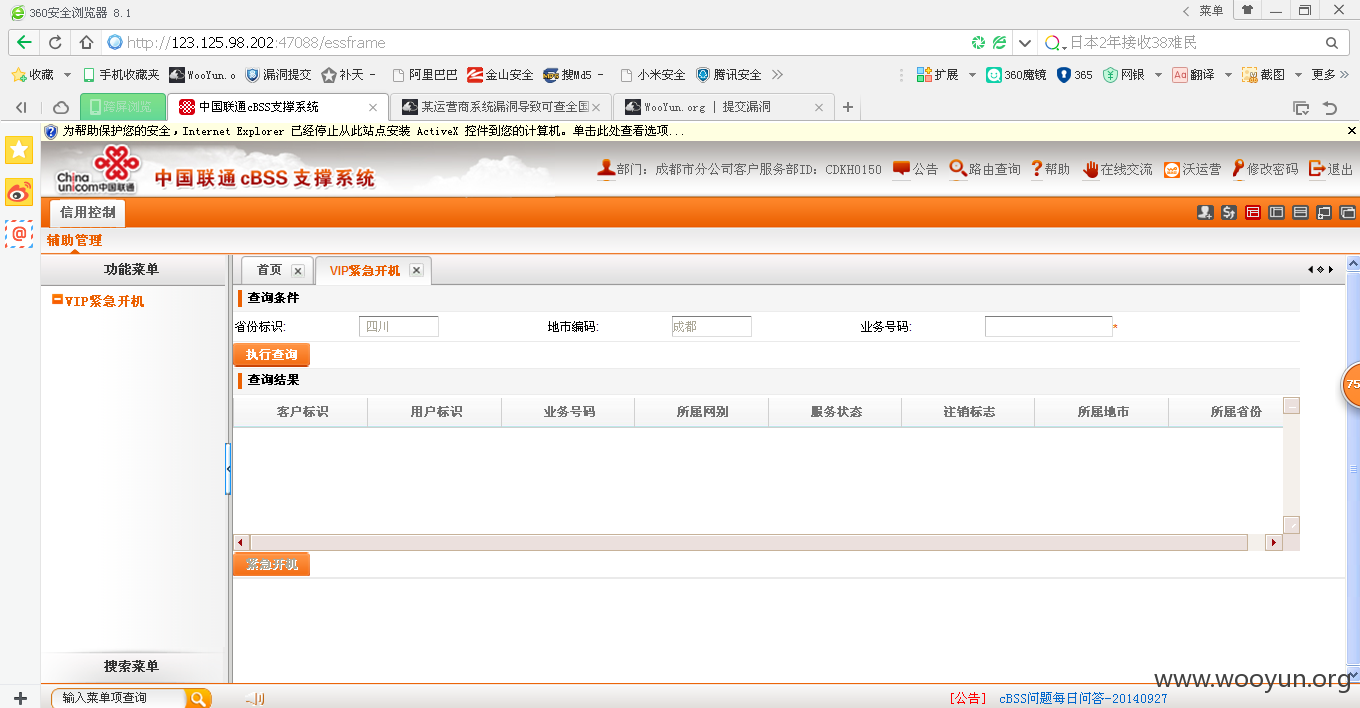 360安全浏览器 8.1
菜单
http://123.125.98.202:47088/essframe
日本2年接收38难民
收藏 手机收藏夹 WooYun.o 漏洞提交 补天 - 阿里巴巴 金山安全 搜Md5 - 小米安全 腾讯安全 扩展 360魔镜 365 网银 翻译 截图 更多
跨屏浏览 中国联通cBSS支撑系统 某运营商系统漏洞导致可查全国 WooYun.org | 提交漏洞
为帮助保护您的安全，Internet Explorer 已经停止从此站点安装 ActiveX 控件到您的计算机。单击此处查看选项...
China unicom中国联通 中国联通cBSS支撑系统 部门：成都市分公司客户服务部ID：CDKH0150 公告 路由查询 帮助 在线交流 沃运营 修改密码 退出
信用控制
辅助管理
功能菜单
VIP紧急开机
首页 VIP紧急开机
查询条件
省份标识: 四川 地市编码: 成都 业务号码: *
执行查询
查询结果
客户标识 用户标识 业务号码 所属网别 服务状态 注销标志 所属地市 所属省份
紧急开机
75
搜索菜单
输入菜单项查询
[公告] cBSS问题每日问答-20140927
www.wooyun.org